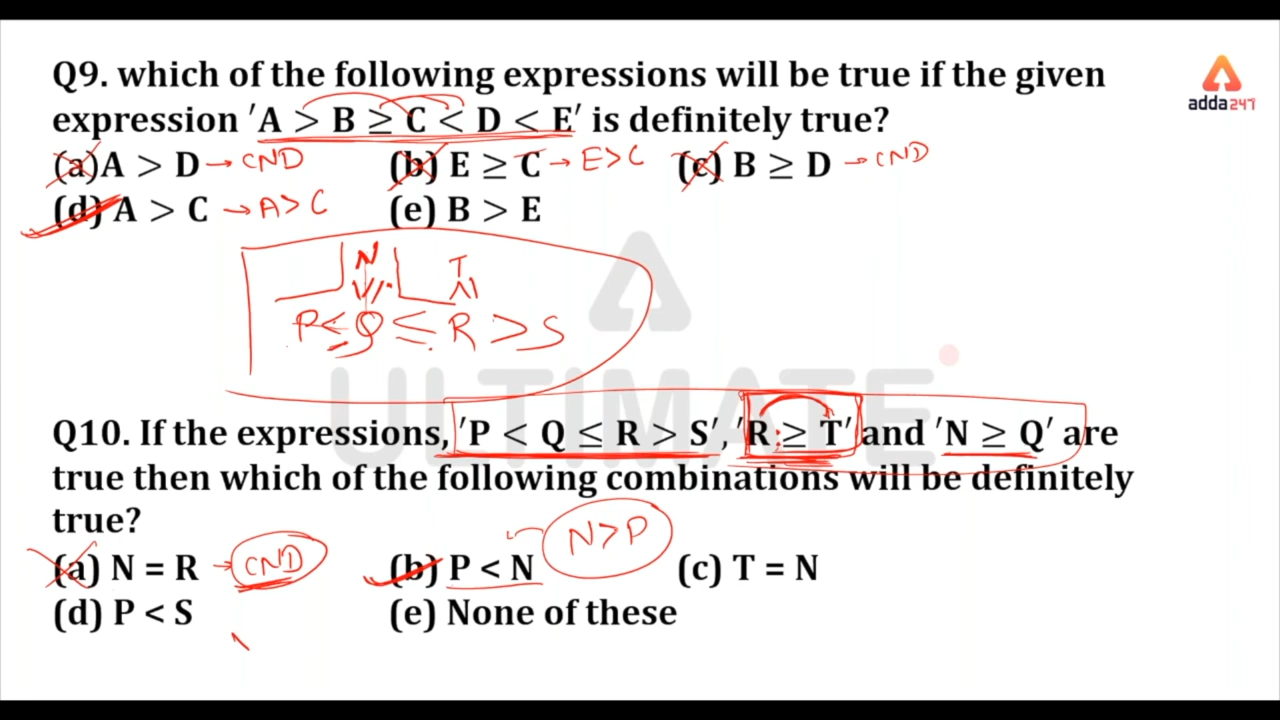 Q9. which of the following expressions will be true if the given
adda247
expression 'A > B ≥ C < D < E' is definitely true?
(a) A > D → CND (b) E ≥ C → E > C (c) B ≥ D → CND
(d) A > C → A > C (e) B > E
N T
P < Q ≤ R > S
ULTIMATE
Q10. If the expressions, 'P < Q ≤ R > S', 'R ≥ T' and 'N ≥ Q' are
true then which of the following combinations will be definitely
true?
N > P
(a) N = R → CND (b) P < N (c) T = N
(d) P < S (e) None of these